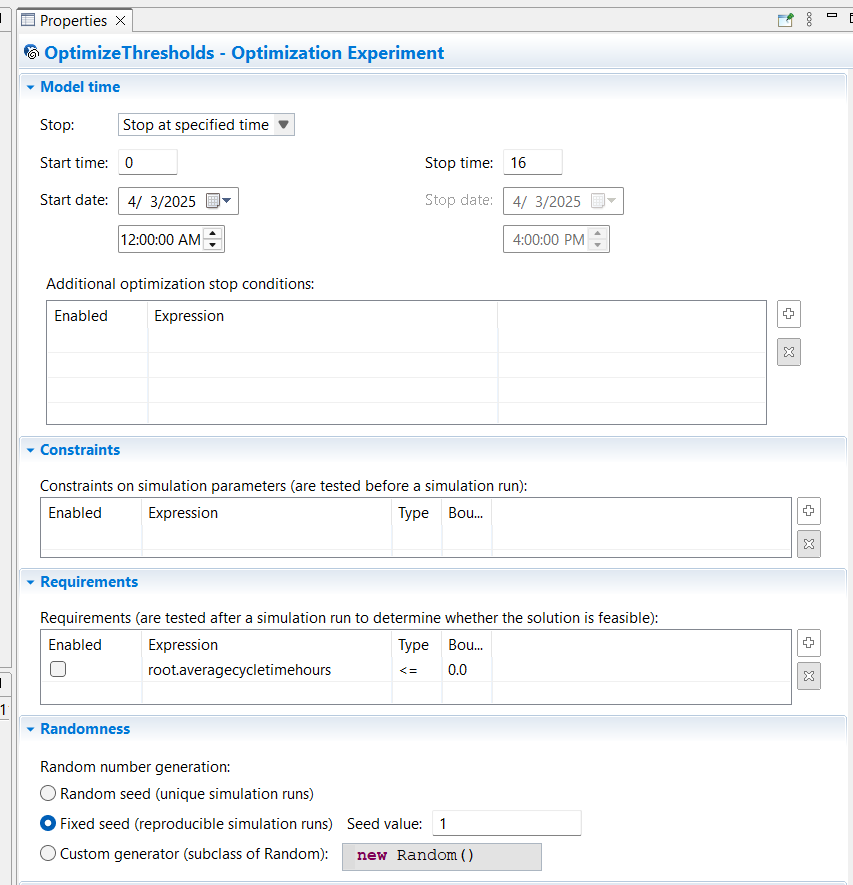 Properties
OptimizeThresholds - Optimization Experiment
Model time
Stop: Stop at specified time
Start time: 0 Stop time: 16
Start date: 4/ 3/2025 Stop date: 4/ 3/2025
12:00:00 AM 4:00:00 PM
Additional optimization stop conditions:
Enabled Expression
Constraints
Constraints on simulation parameters (are tested before a simulation run):
Enabled Expression Type Bou...
Requirements
Requirements (are tested after a simulation run to determine whether the solution is feasible):
Enabled Expression Type Bou...
root.averagecycletimehours <= 0.0
1
Randomness
Random number generation:
Random seed (unique simulation runs)
Fixed seed (reproducible simulation runs) Seed value: 1
Custom generator (subclass of Random): new Random()